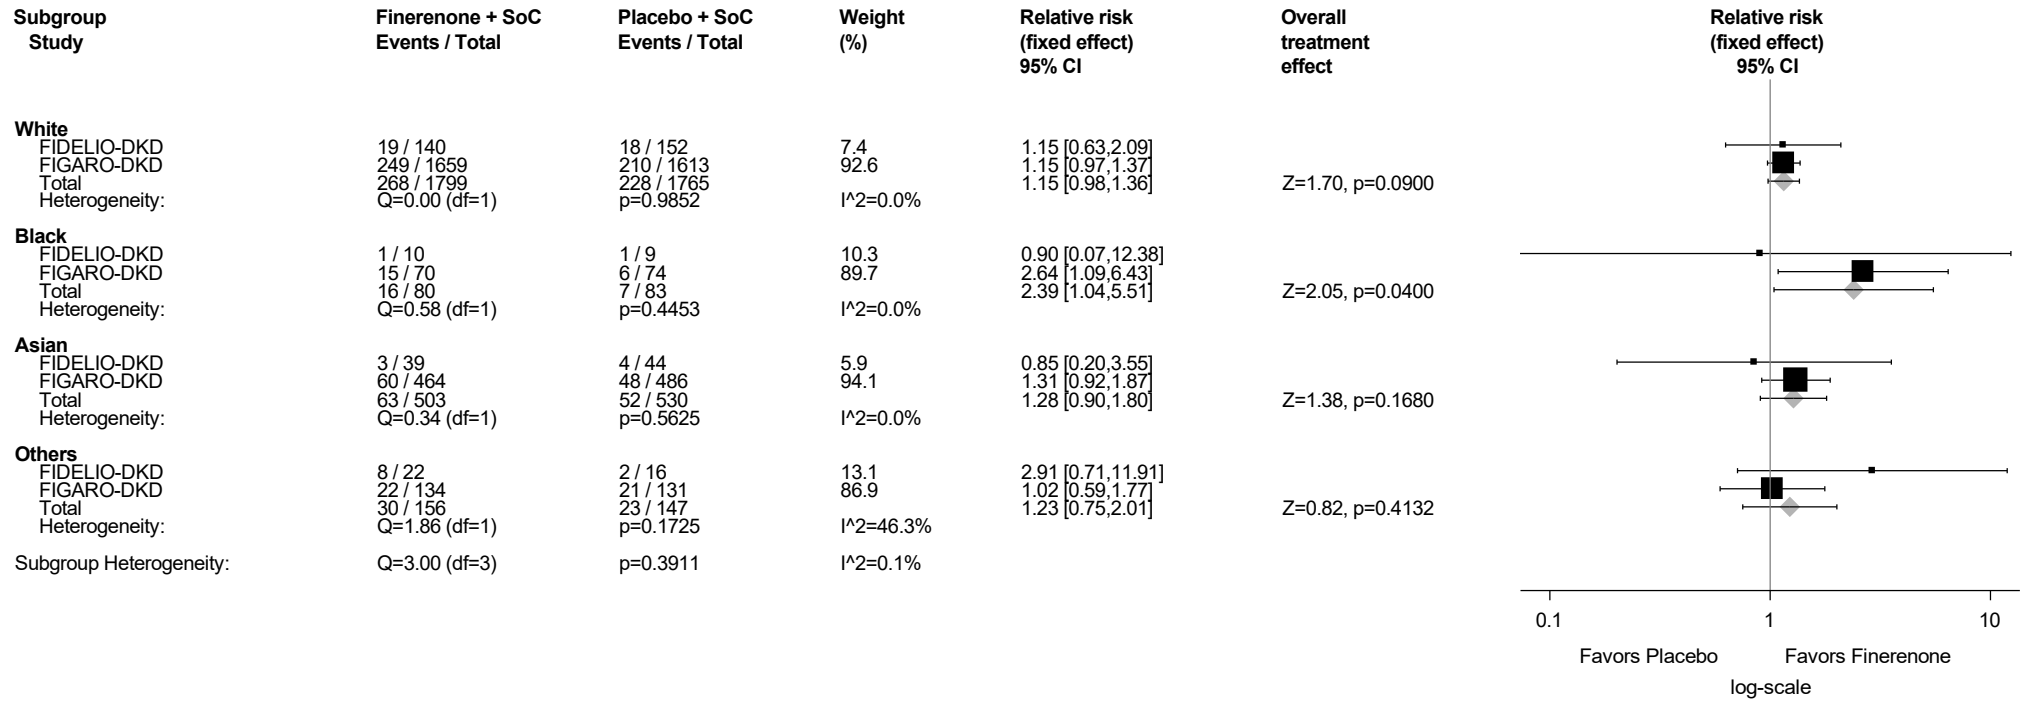 Subgroup Finerenone + SoC Placebo + SoC Weight Relative risk Overall Relative risk
Study Events / Total Events / Total (%) (fixed effect) treatment (fixed effect)
95% CI effect 95% CI
White
FIDELIO-DKD 19 / 140 18 / 152 7.4 1.15 [0.63,2.09]
FIGARO-DKD 249 / 1659 210 / 1613 92.6 1.15 [0.97,1.37]
Total 268 / 1799 228 / 1765 1.15 [0.98,1.36] Z=1.70, p=0.0900
Heterogeneity: Q=0.00 (df=1) p=0.9852 I^2=0.0%
Black
FIDELIO-DKD 1 / 10 1 / 9 10.3 0.90 [0.07,12.38]
FIGARO-DKD 15 / 70 6 / 74 89.7 2.64 [1.09,6.43]
Total 16 / 80 7 / 83 2.39 [1.04,5.51] Z=2.05, p=0.0400
Heterogeneity: Q=0.58 (df=1) p=0.4453 I^2=0.0%
Asian
FIDELIO-DKD 3 / 39 4 / 44 5.9 0.85 [0.20,3.55]
FIGARO-DKD 60 / 464 48 / 486 94.1 1.31 [0.92,1.87]
Total 63 / 503 52 / 530 1.28 [0.90,1.80] Z=1.38, p=0.1680
Heterogeneity: Q=0.34 (df=1) p=0.5625 I^2=0.0%
Others
FIDELIO-DKD 8 / 22 2 / 16 13.1 2.91 [0.71,11.91]
FIGARO-DKD 22 / 134 21 / 131 86.9 1.02 [0.59,1.77]
Total 30 / 156 23 / 147 1.23 [0.75,2.01] Z=0.82, p=0.4132
Heterogeneity: Q=1.86 (df=1) p=0.1725 I^2=46.3%
Subgroup Heterogeneity: Q=3.00 (df=3) p=0.3911 I^2=0.1%
0.1 1 10
Favors Placebo Favors Finerenone
log-scale